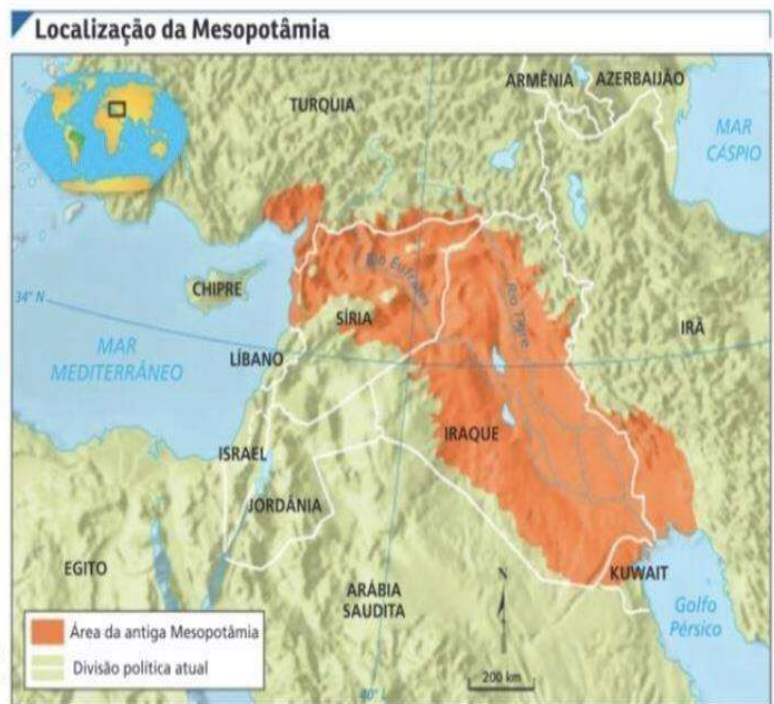 Localização da Mesopotâmia
ARMÊNIA
AZERBAIJÃO
TURQUIA
MAR
CÁSPIO
Rio Eufrates
Rio Tigre
CHIPRE
34° N
SÍRIA
IRÃ
MAR
MEDITERRÂNEO
LÍBANO
IRAQUE
ISRAEL
JORDÂNIA
EGITO
ARÁBIA
SAUDITA
N
KUWAIT
Golfo
Pérsico
Área da antiga Mesopotâmia
Divisão política atual
200 km
40° L